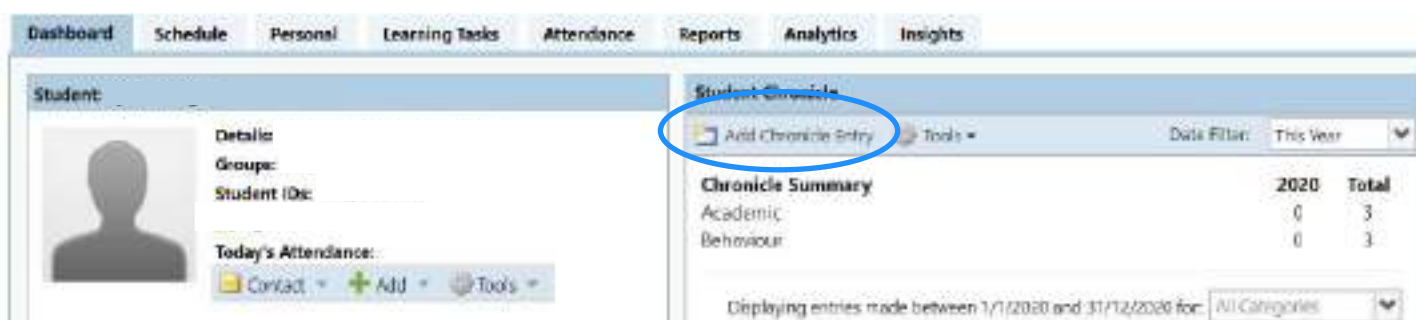 Dashboard Schedule Personal Learning Tasks Attendance Reports Analytics Insights
Student:
Details:
Groups:
Student IDs:
Today's Attendance:
Contact Add Tools
Student Chronicle
Add Chronicle Entry Tools Date Filter: This Year
Chronicle Summary 2020 Total
Academic 0 3
Behaviour 0 3
Displaying entries made between 1/1/2020 and 31/12/2020 for: All Categories